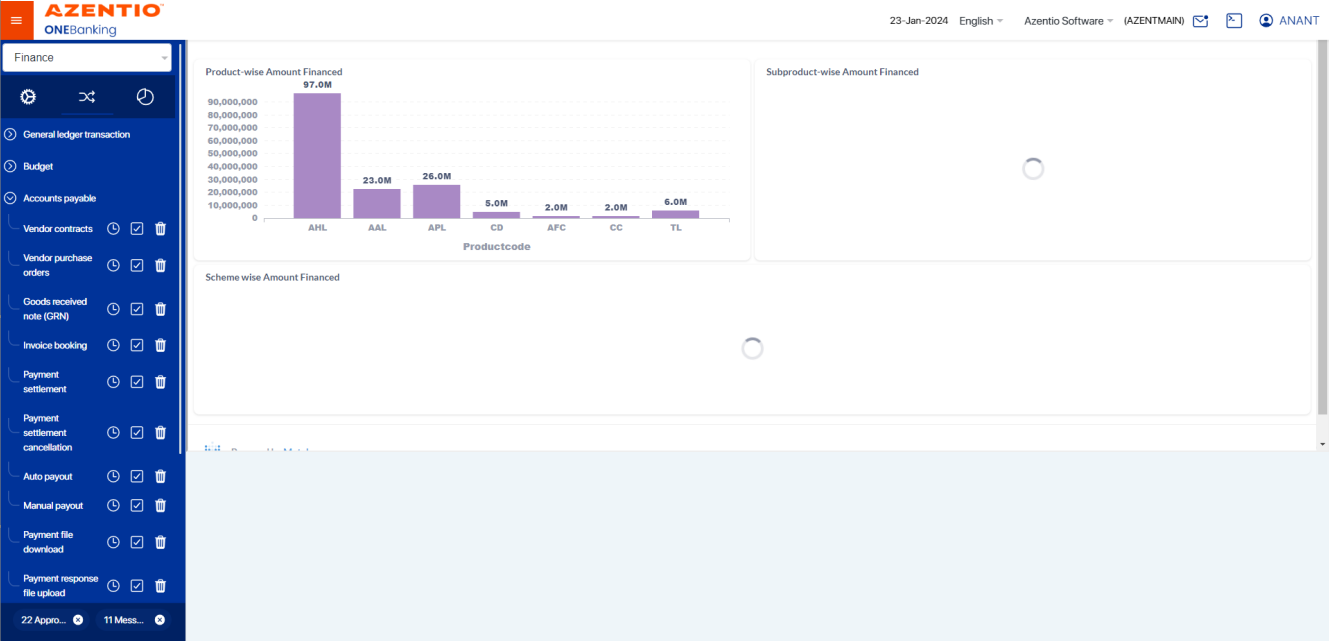 AZENTIO
ONEBanking
23-Jan-2024 English Azentio Software (AZENTMAIN) ANANT
Finance
General ledger transaction
Budget
Accounts payable
Vendor contracts
Vendor purchase
orders
Goods received
note (GRN)
Invoice booking
Payment
settlement
Payment
settlement
cancellation
Auto payout
Manual payout
Payment file
download
Payment response
file upload
22 Appro... 11 Mess...
Product-wise Amount Financed
97.0M
90,000,000
80,000,000
70,000,000
60,000,000
50,000,000
40,000,000
30,000,000
20,000,000
10,000,000
0
23.0M
26.0M
5.0M
2.0M
2.0M
6.0M
AHL AAL APL CD AFC CC TL
Productcode
Subproduct-wise Amount Financed
Scheme wise Amount Financed